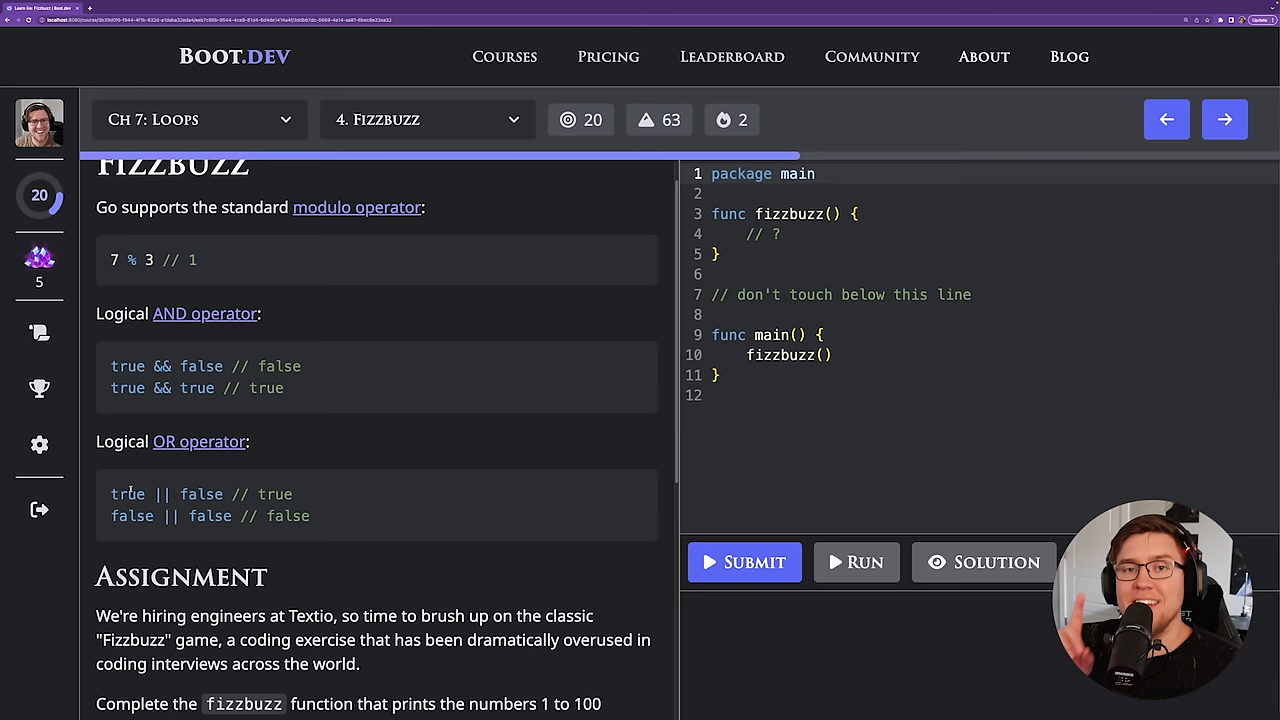 Learn Go: Fizzbuzz | Boot.dev
Update
BOOT.DEV
COURSES
PRICING
LEADERBOARD
COMMUNITY
ABOUT
BLOG
CH 7: LOOPS
4. FIZZBUZZ
20
63
2
20
5
FIZZBUZZ
Go supports the standard modulo operator:
7 % 3 // 1
Logical AND operator:
true && false // false
true && true // true
Logical OR operator:
true || false // true
false || false // false
ASSIGNMENT
We're hiring engineers at Textio, so time to brush up on the classic
"Fizzbuzz" game, a coding exercise that has been dramatically overused in
coding interviews across the world.
Complete the fizzbuzz function that prints the numbers 1 to 100
1 package main
2
3 func fizzbuzz() {
4 // ?
5 }
6
7 // don't touch below this line
8
9 func main() {
10 fizzbuzz()
11 }
12
SUBMIT
RUN
SOLUTION